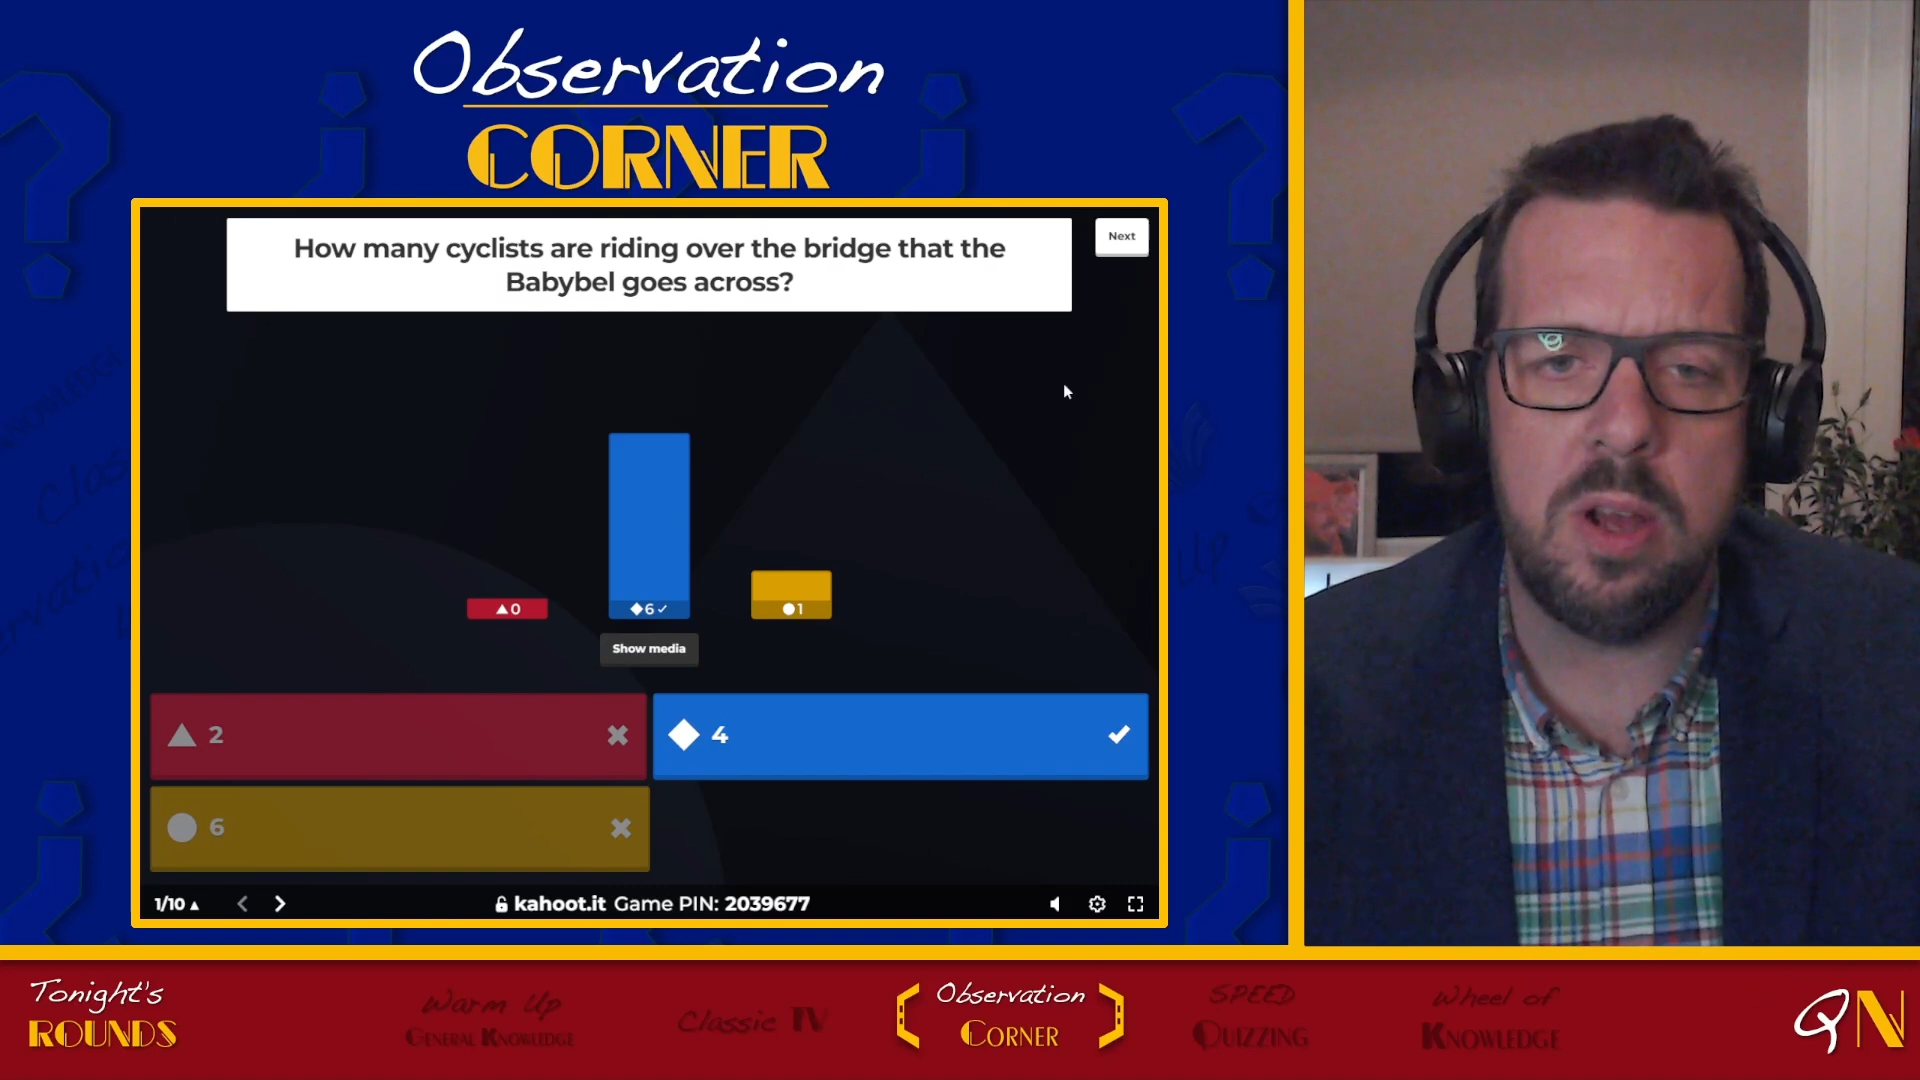 Observation
CORNER
How many cyclists are riding over the bridge that the
Babybel goes across?
Next
0
6
1
Show media
2
4
6
1/10
kahoot.it Game PIN: 2039677
Tonight's
ROUNDS
Warm Up
GENERAL KNOWLEDGE
Classic TV
Observation
CORNER
SPEED
QUIZZING
Wheel of
KNOWLEDGE
QN